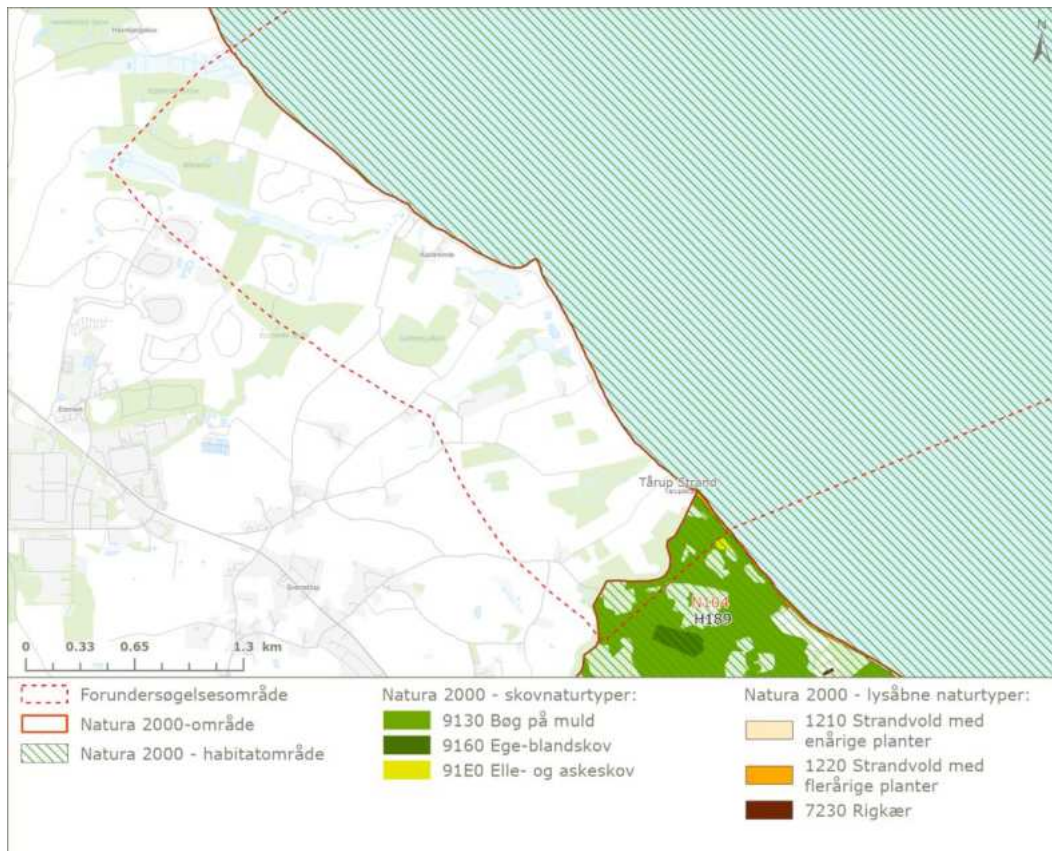 N
Tårup Strand
N104
H189
0 0.33 0.65 1.3 km
Forundersøgelsesområde
Natura 2000-område
Natura 2000 - habitatområde
Natura 2000 - skovnaturtyper:
9130 Bøg på muld
9160 Ege-blandskov
91E0 Elle- og askeskov
Natura 2000 - lysåbne naturtyper:
1210 Strandvold med
enårige planter
1220 Strandvold med
flerårige planter
7230 Rigkær